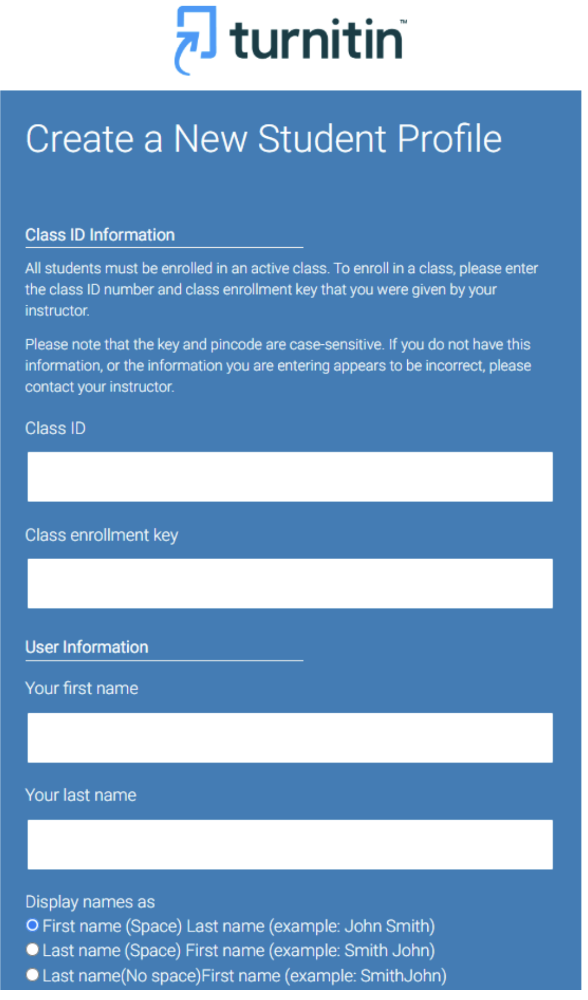 turnitin™
Create a New Student Profile
Class ID Information
All students must be enrolled in an active class. To enroll in a class, please enter
the class ID number and class enrollment key that you were given by your
instructor.
Please note that the key and pincode are case-sensitive. If you do not have this
information, or the information you are entering appears to be incorrect, please
contact your instructor.
Class ID
Class enrollment key
User Information
Your first name
Your last name
Display names as
First name (Space) Last name (example: John Smith)
Last name (Space) First name (example: Smith John)
Last name(No space)First name (example: SmithJohn)